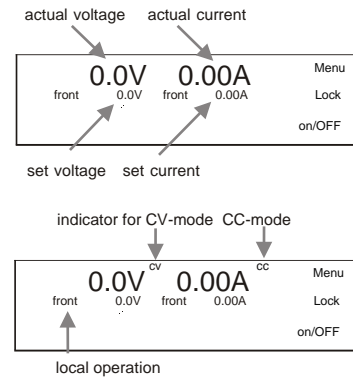 actual voltage actual current
0.0V 0.00A Menu
front 0.0V front 0.00A Lock
on/OFF
set voltage set current
indicator for CV-mode CC-mode
cv cc
0.0V 0.00A Menu
front 0.0V front 0.00A Lock
on/OFF
local operation